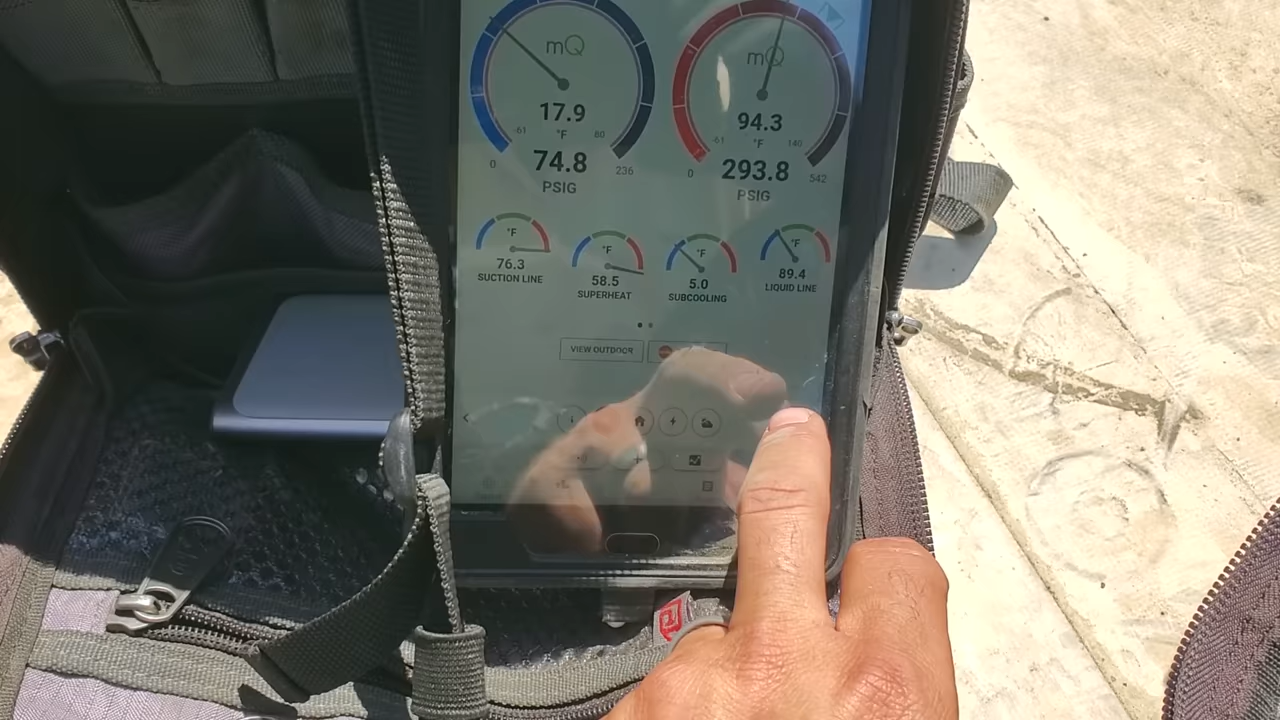 mQ
17.9
°F
-61
80
74.8
0
236
PSIG
mQ
94.3
°F
-61
140
293.8
0
542
PSIG
°F
76.3
SUCTION LINE
°F
58.5
SUPERHEAT
°F
5.0
SUBCOOLING
°F
89.4
LIQUID LINE
VIEW OUTDOOR